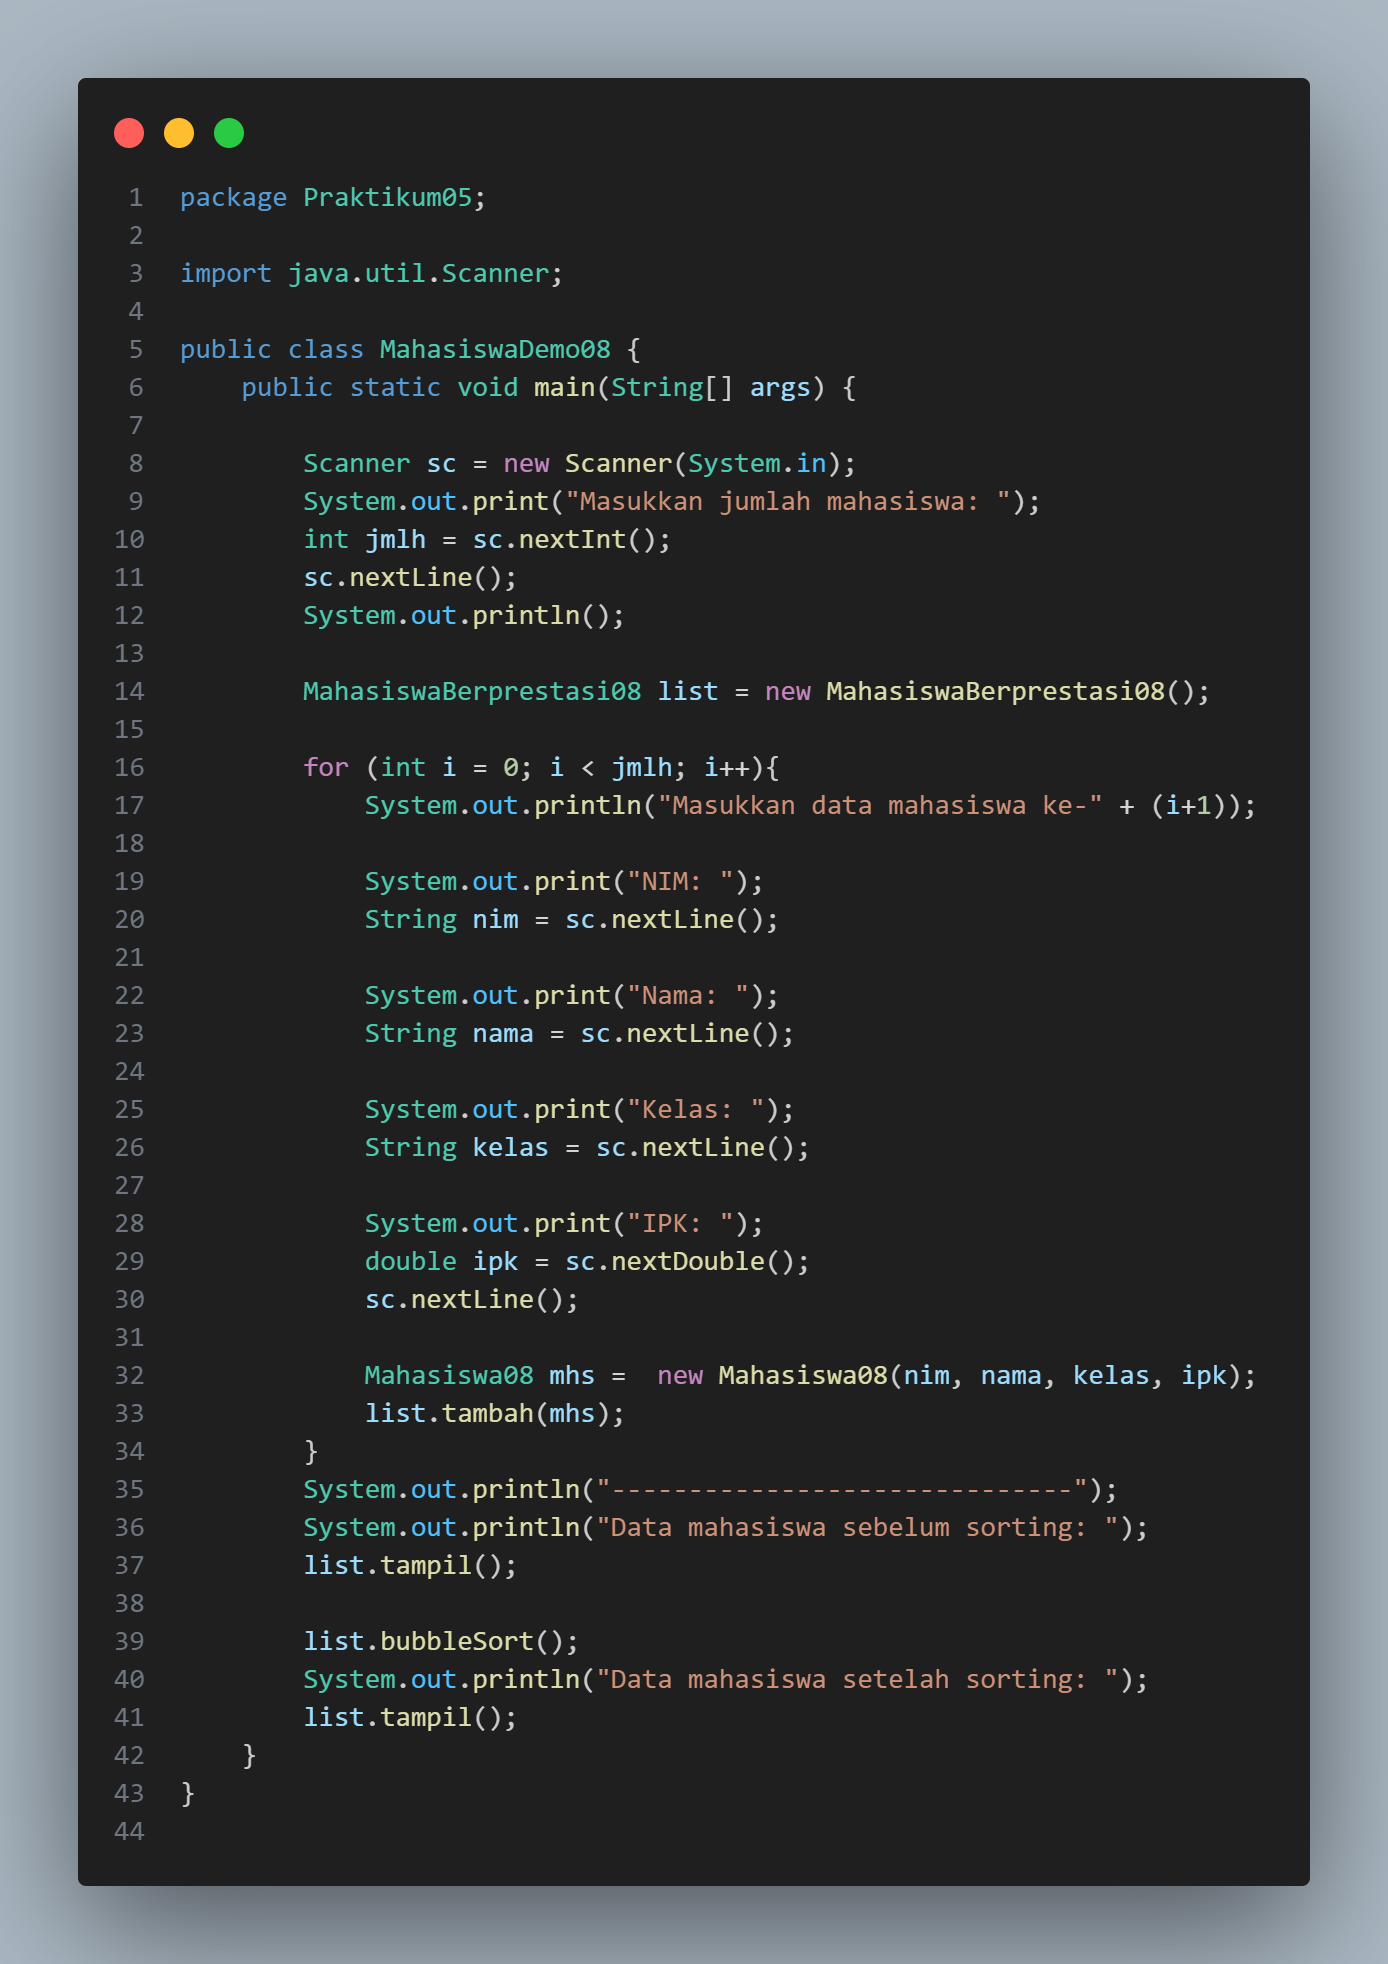 1 package Praktikum05;
2
3 import java.util.Scanner;
4
5 public class MahasiswaDemo08 {
6     public static void main(String[] args) {
7
8         Scanner sc = new Scanner(System.in);
9         System.out.print("Masukkan jumlah mahasiswa: ");
10         int jmlh = sc.nextInt();
11         sc.nextLine();
12         System.out.println();
13
14         MahasiswaBerprestasi08 list = new MahasiswaBerprestasi08();
15
16         for (int i = 0; i < jmlh; i++){
17             System.out.println("Masukkan data mahasiswa ke-" + (i+1));
18
19             System.out.print("NIM: ");
20             String nim = sc.nextLine();
21
22             System.out.print("Nama: ");
23             String nama = sc.nextLine();
24
25             System.out.print("Kelas: ");
26             String kelas = sc.nextLine();
27
28             System.out.print("IPK: ");
29             double ipk = sc.nextDouble();
30             sc.nextLine();
31
32             Mahasiswa08 mhs =  new Mahasiswa08(nim, nama, kelas, ipk);
33             list.tambah(mhs);
34         }
35         System.out.println("------------------------------");
36         System.out.println("Data mahasiswa sebelum sorting: ");
37         list.tampil();
38
39         list.bubbleSort();
40         System.out.println("Data mahasiswa setelah sorting: ");
41         list.tampil();
42     }
43 }
44